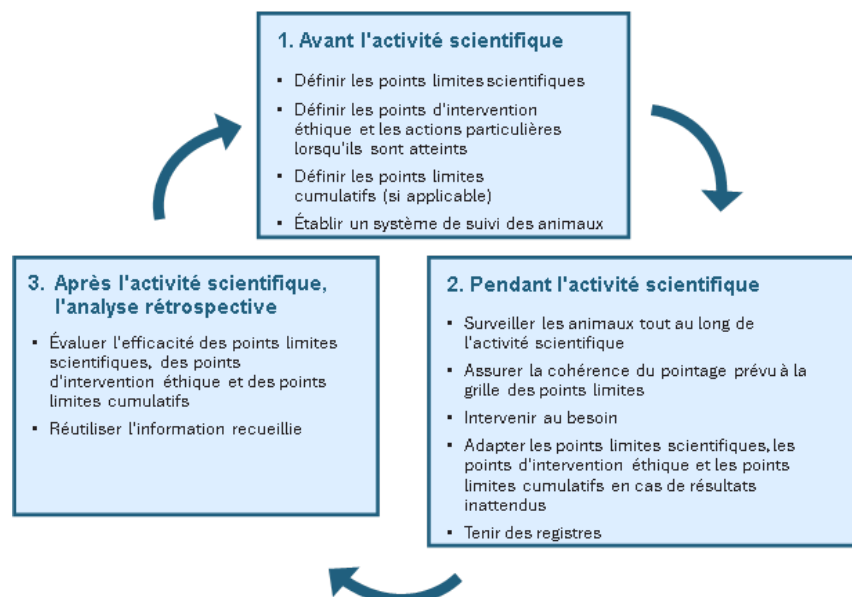 1. Avant l'activité scientifique
▪ Définir les points limites scientifiques
▪ Définir les points d'intervention
éthique et les actions particulières
lorsqu'ils sont atteints
▪ Définir les points limites
cumulatifs (si applicable)
▪ Établir un système de suivi des animaux
2. Pendant l'activité scientifique
▪ Surveiller les animaux tout au long de
l'activité scientifique
▪ Assurer la cohérence du pointage prévu à la
grille des points limites
▪ Intervenir au besoin
▪ Adapter les points limites scientifiques, les
points d'intervention éthique et les points
limites cumulatifs en cas de résultats
inattendus
▪ Tenir des registres
3. Après l'activité scientifique,
l'analyse rétrospective
▪ Évaluer l'efficacité des points limites
scientifiques, des points
d'intervention éthique et des points
limites cumulatifs
▪ Réutiliser l'information recueillie